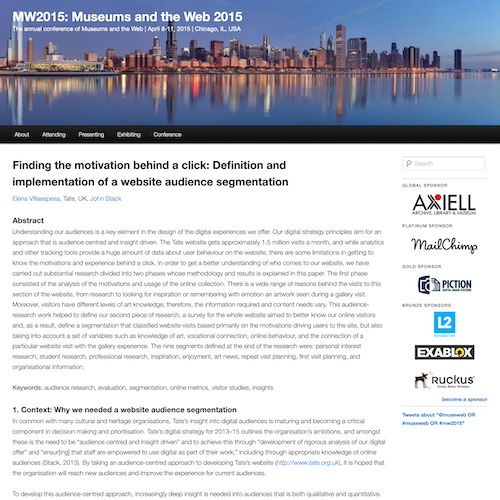 MW2015: Museums and the Web 2015
The annual conference of Museums and the Web | April 8-11, 2015 | Chicago, IL, USA
About
Attending
Presenting
Exhibiting
Conference
Finding the motivation behind a click: Definition and
implementation of a website audience segmentation
Elena Villaespesa, Tate, UK, John Stack
Abstract
Understanding our audiences is a key element in the design of the digital experiences we offer. Our digital strategy principles aim for an
approach that is audience centred and insight driven. The Tate website gets approximately 1.5 million visits a month, and while analytics
and other tracking tools provide a huge amount of data about user behaviour on the website, there are some limitations in getting to
know the motivations and experience behind a click. In order to get a better understanding of who comes to our website, we have
carried out substantial research divided into two phases whose methodology and results is explained in this paper. The first phase
consisted of the analysis of the motivations and usage of the online collection. There is a wide range of reasons behind the visits to this
section of the website, from research to looking for inspiration or remembering with emotion an artwork seen during a gallery visit.
Moreover, visitors have different levels of art knowledge; therefore, the information required and content needs vary. This audience-
research work helped to define our second piece of research, a survey for the whole website aimed to better know our online visitors
and, as a result, define a segmentation that classified website visits based primarily on the motivations driving users to the site, but also
taking into account a set of variables such as knowledge of art, vocational connection, online behaviour, and the connection of a
particular website visit with the gallery experience. The nine segments defined at the end of the research were: personal interest
research, student research, professional research, inspiration, enjoyment, art news, repeat visit planning, first visit planning, and
organisational information.
Keywords: audience research, evaluation, segmentation, online metrics, visitor studies, insights
1. Context: Why we needed a website audience segmentation
In common with many cultural and heritage organisations, Tate's insight into digital audiences is maturing and becoming a critical
component in decision making and prioritisation. Tate's digital strategy for 2013–15 outlines the organisation's ambitions, and amongst
these is the need to be "audience centred and insight driven" and to achieve this through "development of rigorous analysis of our digital
offer" and "ensur[ing] that staff are empowered to use digital as part of their work," including through appropriate knowledge of online
audiences (Stack, 2013). By taking an audience-centred approach to developing Tate's website (http://www.tate.org.uk), it is hoped that
the organisation will reach new audiences and improve the experience for current audiences.
To develop this audience-centred approach, increasingly deep insight is needed into audiences that is both qualitative and quantitative.
Search
GLOBAL SPONSOR
AXIELL
ARCHIVE, LIBRARY & MUSEUM
PLATINUM SPONSOR
MailChimp
GOLD SPONSOR
PICTION
BRONZE SPONSORS
L2
INTERACTIVE
EXABLOX
RUCKUS
Simply Better Wireless.
become a sponsor
Tweets about "@museweb OR
#museweb OR #mw2015"